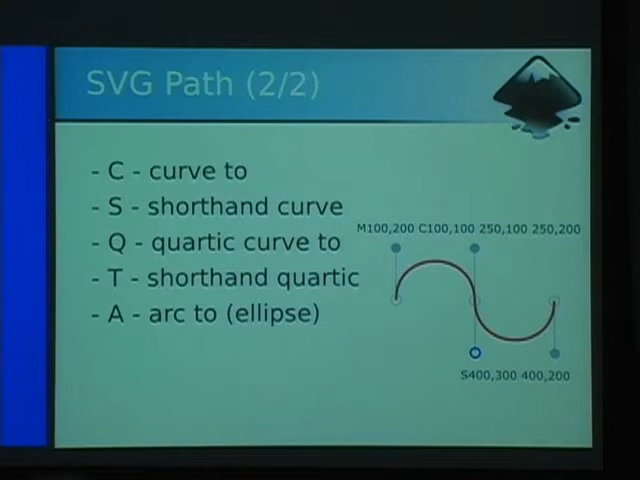 SVG Path (2/2)
- C - curve to
- S - shorthand curve
- Q - quartic curve to
- T - shorthand quartic
- A - arc to (ellipse)
M100,200 C100,100 250,100 250,200
S400,300 400,200